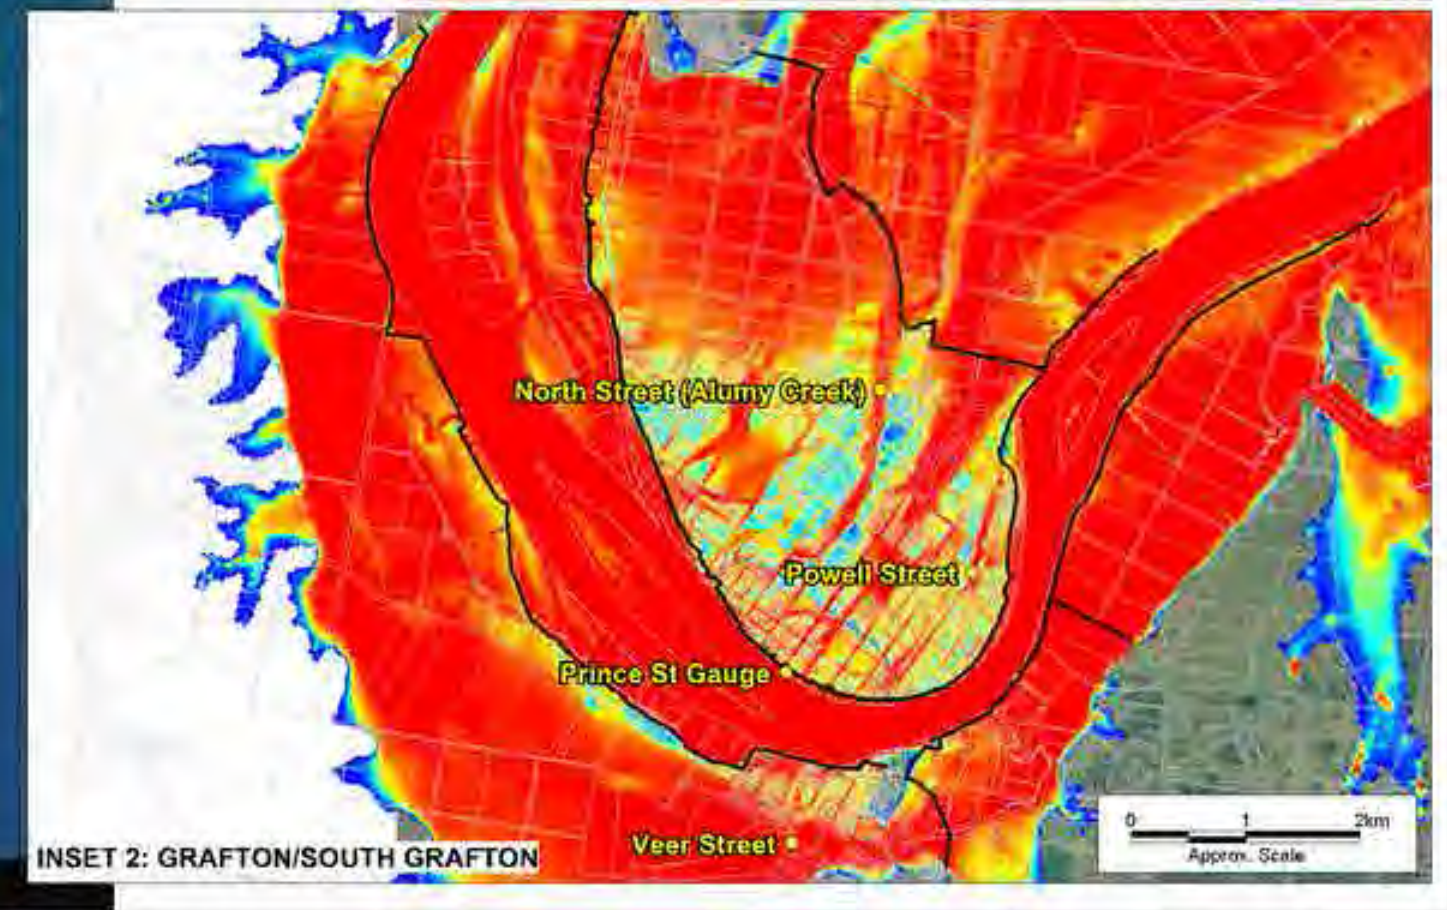 North Street (Alumy Creek)
Powell Street
Prince St Gauge
Veer Street
0 1 2km
Approx. Scale
INSET 2: GRAFTON/SOUTH GRAFTON